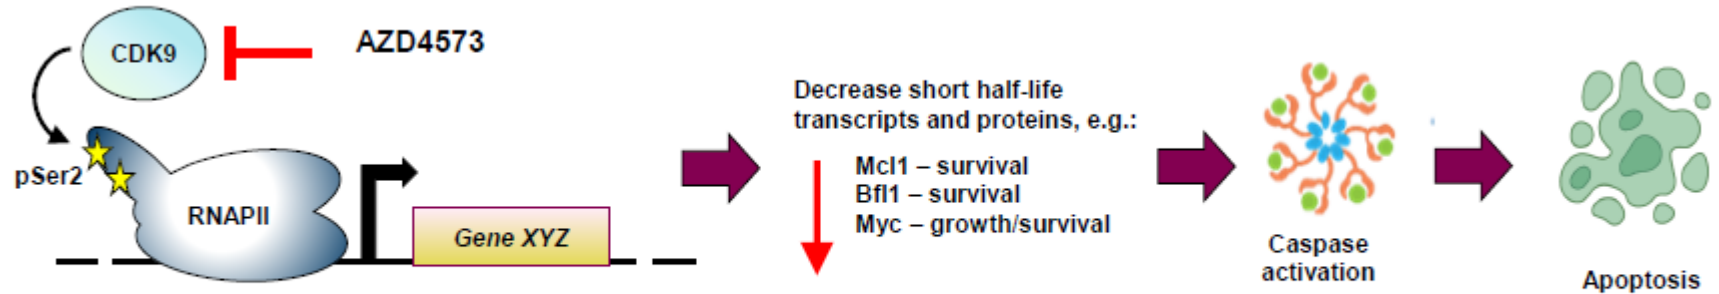 CDK9
AZD4573
pSer2
RNAPII
Gene XYZ
Decrease short half-life
transcripts and proteins, e.g.:
Mcl1 – survival
Bfl1 – survival
Myc – growth/survival
Caspase
activation
Apoptosis